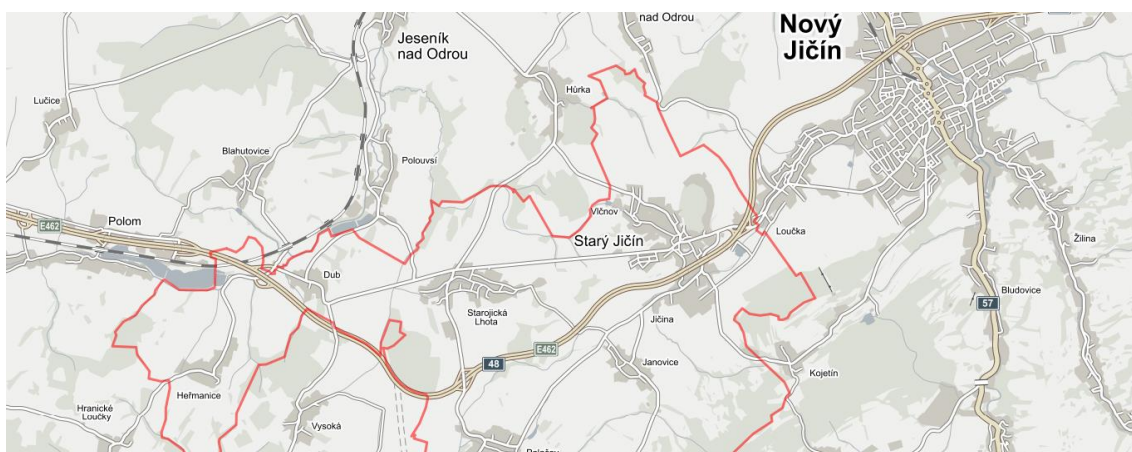 nad Odrou
Nový
Jičín
Jeseník
nad Odrou
Hůrka
Lučice
Blahutovice
Polouvsí
Polom
E462
Vlčnov
Starý Jičín
Loučka
Žilina
Dub
Starojická
Lhota
Jičina
Bludovice
57
E462
48
Janovice
Kojetín
Heřmanice
Hranické
Loučky
Vysoká